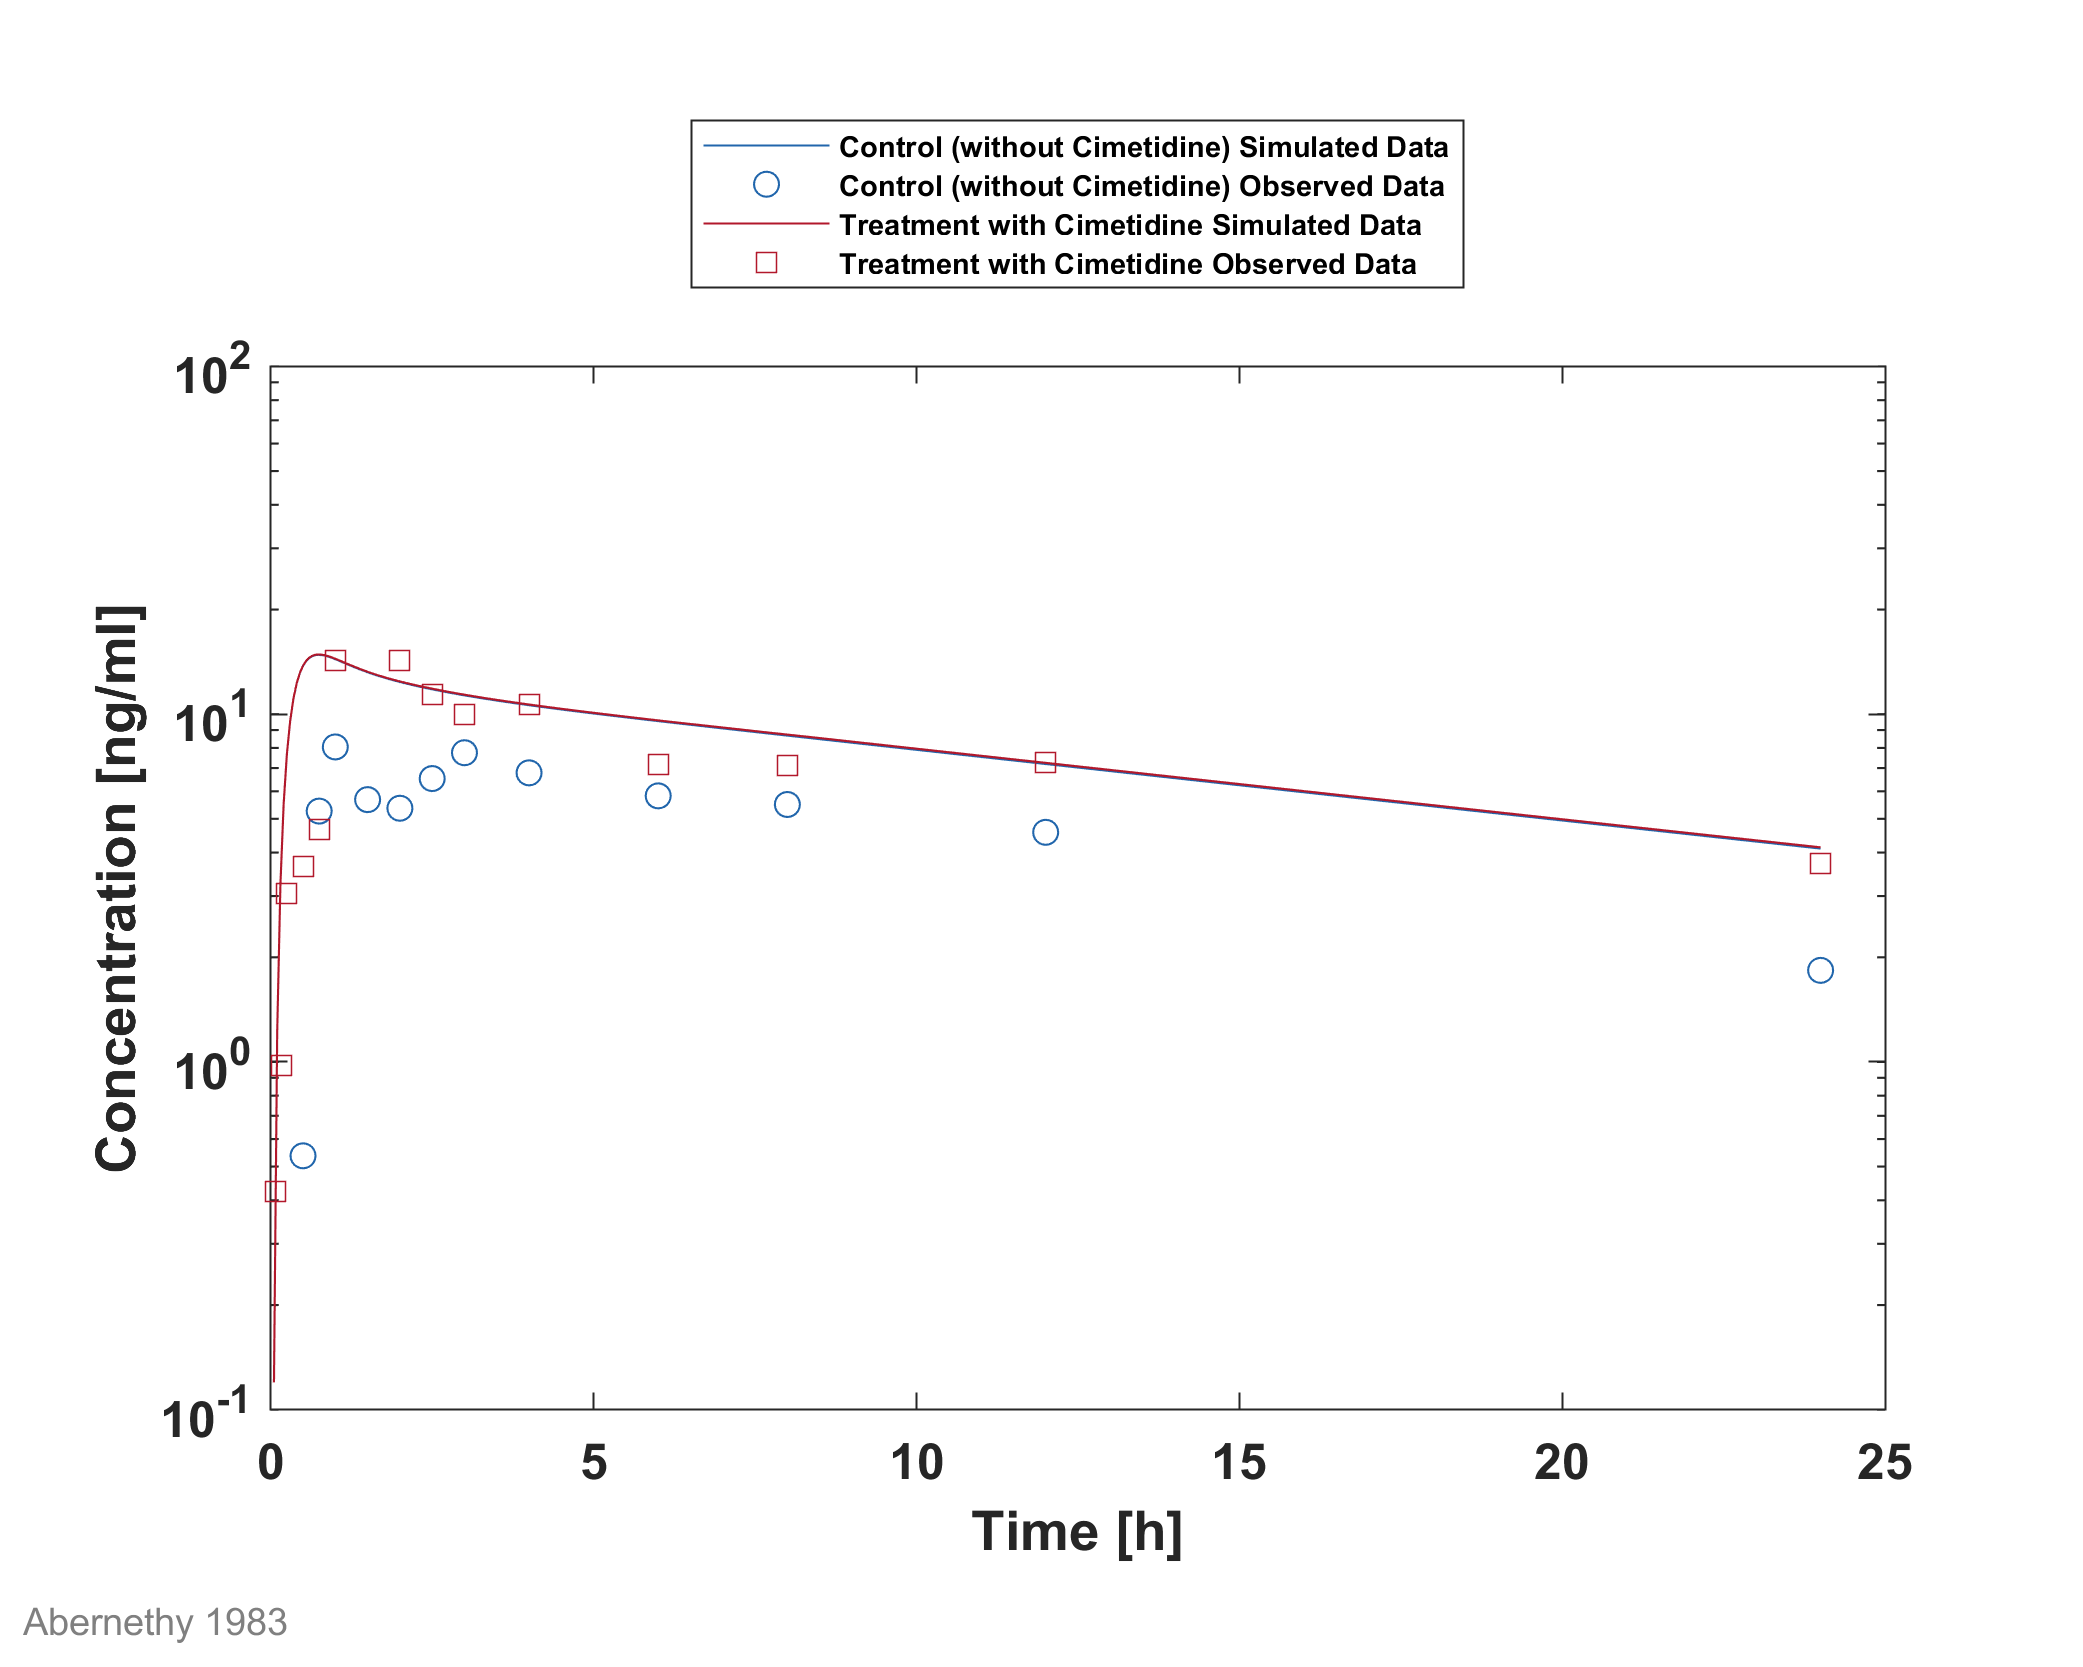 Control (without Cimetidine) Simulated Data
Control (without Cimetidine) Observed Data
Treatment with Cimetidine Simulated Data
Treatment with Cimetidine Observed Data
10^2
10^1
10^0
10^-1
Concentration [ng/ml]
0 5 10 15 20 25
Time [h]
Abernethy 1983